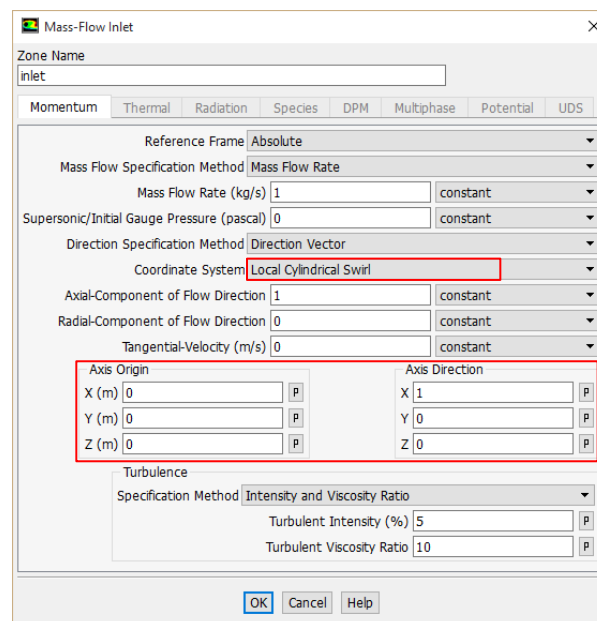 Mass-Flow Inlet
Zone Name
inlet
Momentum Thermal Radiation Species DPM Multiphase Potential UDS
Reference Frame Absolute
Mass Flow Specification Method Mass Flow Rate
Mass Flow Rate (kg/s) 1 constant
Supersonic/Initial Gauge Pressure (pascal) 0 constant
Direction Specification Method Direction Vector
Coordinate System Local Cylindrical Swirl
Axial-Component of Flow Direction 1 constant
Radial-Component of Flow Direction 0 constant
Tangential-Velocity (m/s) 0 constant
Axis Origin Axis Direction
X (m) 0 P X 1 P
Y (m) 0 P Y 0 P
Z (m) 0 P Z 0 P
Turbulence
Specification Method Intensity and Viscosity Ratio
Turbulent Intensity (%) 5 P
Turbulent Viscosity Ratio 10 P
OK Cancel Help